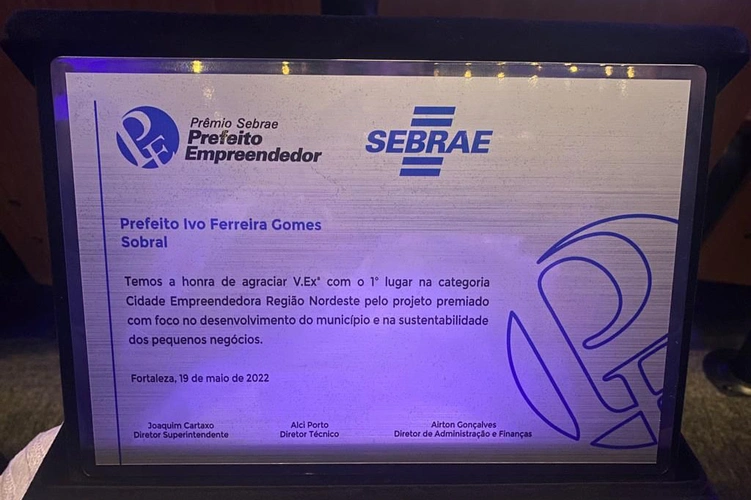 Prêmio Sebrae
Prefeito
Empreendedor
SEBRAE
Prefeito Ivo Ferreira Gomes
Sobral
Temos a honra de agraciar V.Exª com o 1° lugar na categoria
Cidade Empreendedora Região Nordeste pelo projeto premiado
com foco no desenvolvimento do município e na sustentabilidade
dos pequenos negócios.
Fortaleza, 19 de maio de 2022
Joaquim Cartaxo
Diretor Superintendente
Alci Porto
Diretor Técnico
Airton Gonçalves
Diretor de Administração e Finanças